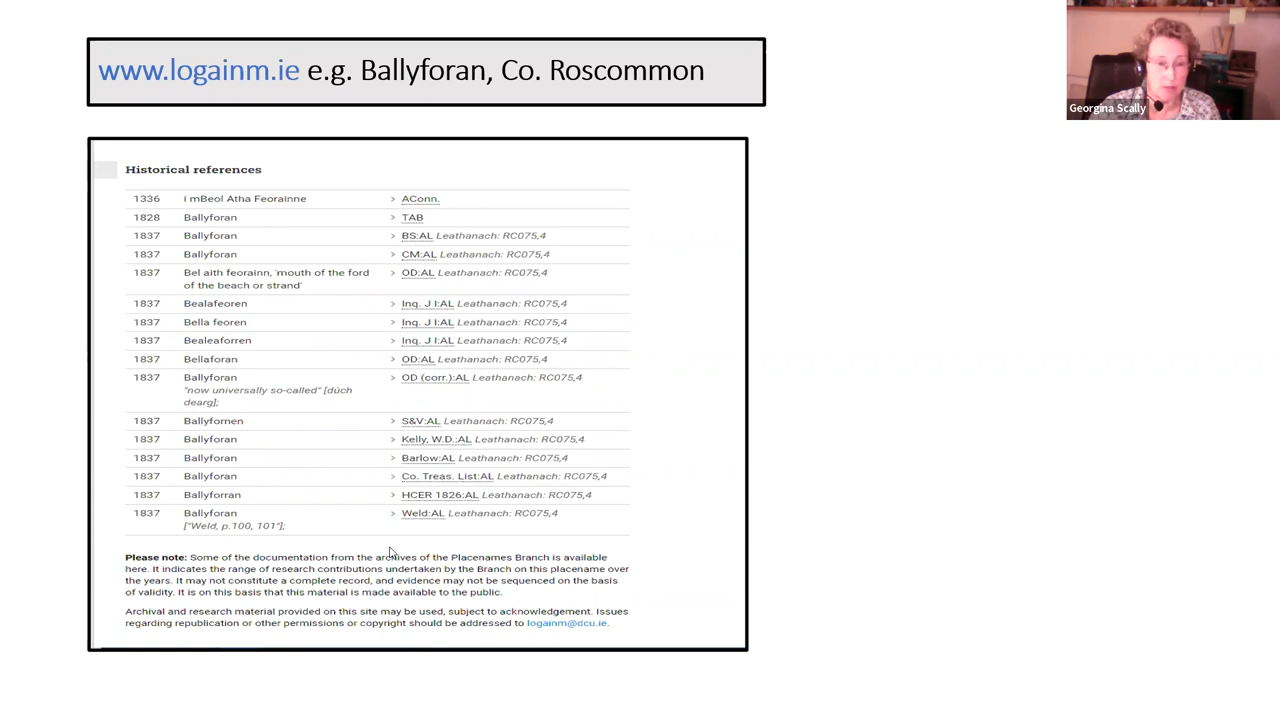 www.logainm.ie e.g. Ballyforan, Co. Roscommon
Georgina Scally
Historical references
1336 i mBeol Atha Feorainne > AConn.
1828 Ballyforan > TAB
1837 Ballyforan > BS:AL Leathanach: RC075,4
1837 Ballyforan > CM:AL Leathanach: RC075,4
1837 Bel aith feorainn, 'mouth of the ford > OD:AL Leathanach: RC075,4
of the beach or strand'
1837 Bealafeoren > Inq. J I:AL Leathanach: RC075,4
1837 Bella feoren > Inq. J I:AL Leathanach: RC075,4
1837 Bealeaforren > Inq. J I:AL Leathanach: RC075,4
1837 Bellaforan > OD:AL Leathanach: RC075,4
1837 Ballyforan > OD (corr.):AL Leathanach: RC075,4
"now universally so-called" [dúch
dearg];
1837 Ballyfornen > S&V:AL Leathanach: RC075,4
1837 Ballyforan > Kelly, W.D.:AL Leathanach: RC075,4
1837 Ballyforan > Barlow:AL Leathanach: RC075,4
1837 Ballyforan > Co. Treas. List:AL Leathanach: RC075,4
1837 Ballyforran > HCER 1826:AL Leathanach: RC075,4
1837 Ballyforan > Weld:AL Leathanach: RC075,4
["Weld, p.100, 101"];
Please note: Some of the documentation from the archives of the Placenames Branch is available
here. It indicates the range of research contributions undertaken by the Branch on this placename over
the years. It may not constitute a complete record, and evidence may not be sequenced on the basis
of validity. It is on this basis that this material is made available to the public.
Archival and research material provided on this site may be used, subject to acknowledgement. Issues
regarding republication or other permissions or copyright should be addressed to logainm@dcu.ie.